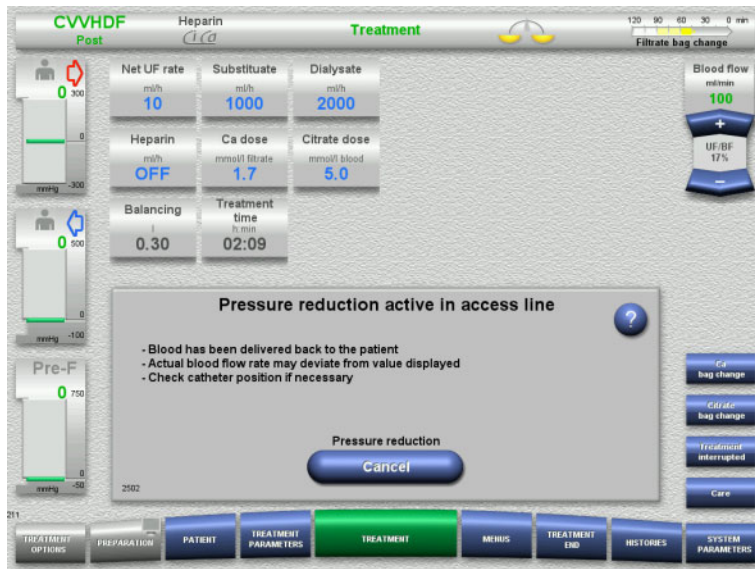 CVVHDF
Post
Heparin
Ci Ca
Treatment
120 90 60 30 0 min
Filtrate bag change
0
300
0
-300
mmHg
0
500
0
-100
mmHg
Pre-F
0
750
0
-50
mmHg
Net UF rate
ml/h
10
Substituate
ml/h
1000
Dialysate
ml/h
2000
Heparin
ml/h
OFF
Ca dose
mmol/l filtrate
1.7
Citrate dose
mmol/l blood
5.0
Balancing
l
0.30
Treatment
time
h:min
02:09
Blood flow
ml/min
100
+
UF/BF
17%
−
Pressure reduction active in access line
?
- Blood has been delivered back to the patient
- Actual blood flow rate may deviate from value displayed
- Check catheter position if necessary
Pressure reduction
Cancel
2502
Ca
bag change
Citrate
bag change
Treatment
interrupted
Care
211
TREATMENT
OPTIONS
PREPARATION
PATIENT
TREATMENT
PARAMETERS
TREATMENT
MENUS
TREATMENT
END
HISTORIES
SYSTEM
PARAMETERS